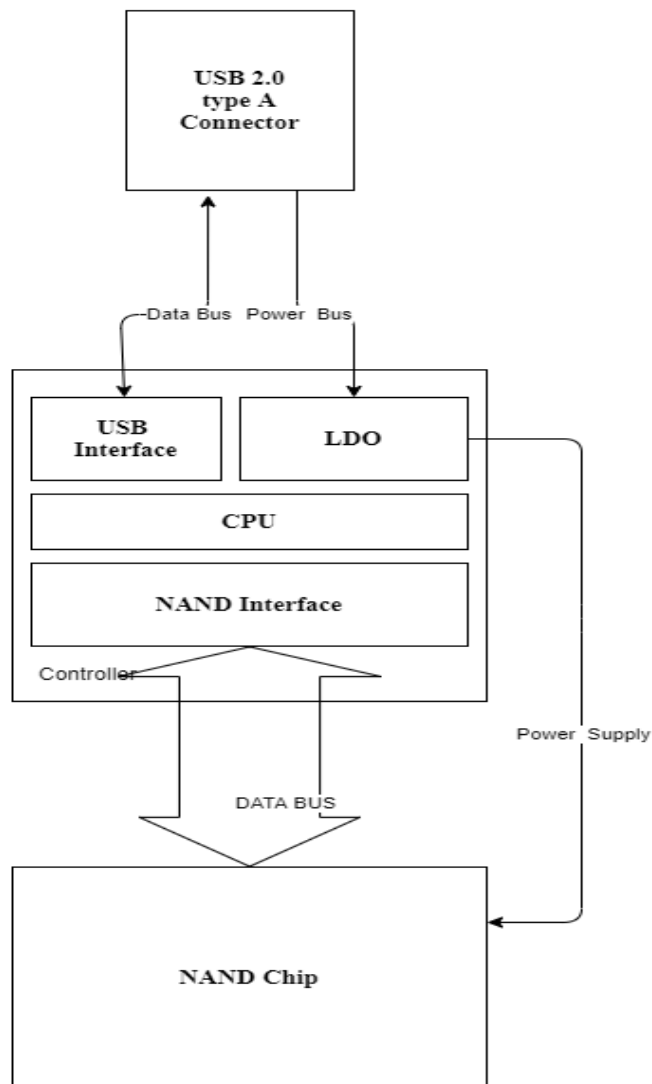 USB 2.0
type A
Connector
Data Bus
Power Bus
USB
Interface
LDO
CPU
NAND Interface
Controller
Power Supply
DATA BUS
NAND Chip